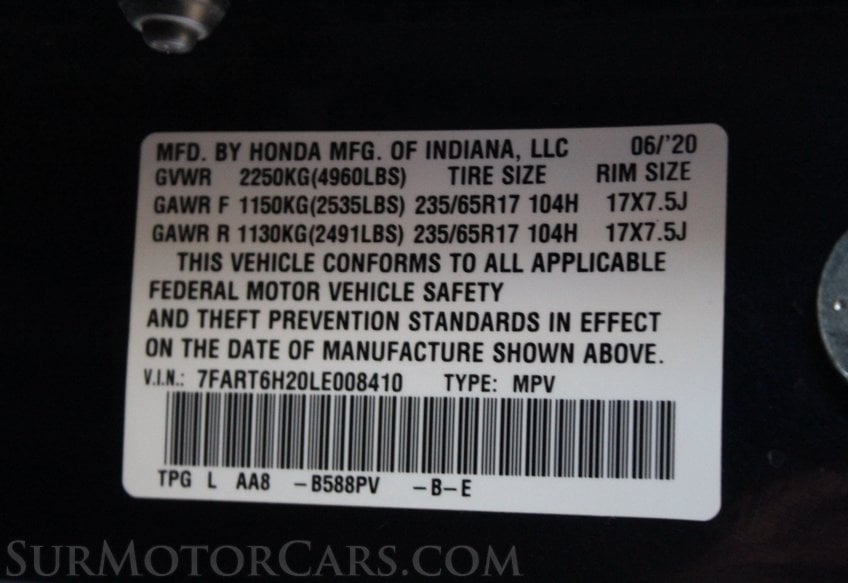 MFD. BY HONDA MFG. OF INDIANA, LLC 06/'20
GVWR 2250KG(4960LBS) TIRE SIZE RIM SIZE
GAWR F 1150KG(2535LBS) 235/65R17 104H 17X7.5J
GAWR R 1130KG(2491LBS) 235/65R17 104H 17X7.5J
THIS VEHICLE CONFORMS TO ALL APPLICABLE
FEDERAL MOTOR VEHICLE SAFETY
AND THEFT PREVENTION STANDARDS IN EFFECT
ON THE DATE OF MANUFACTURE SHOWN ABOVE.
V.I.N.: 7FART6H20LE008410 TYPE: MPV
TPG L AA8 -B588PV -B-E
SURMOTORCARS.COM